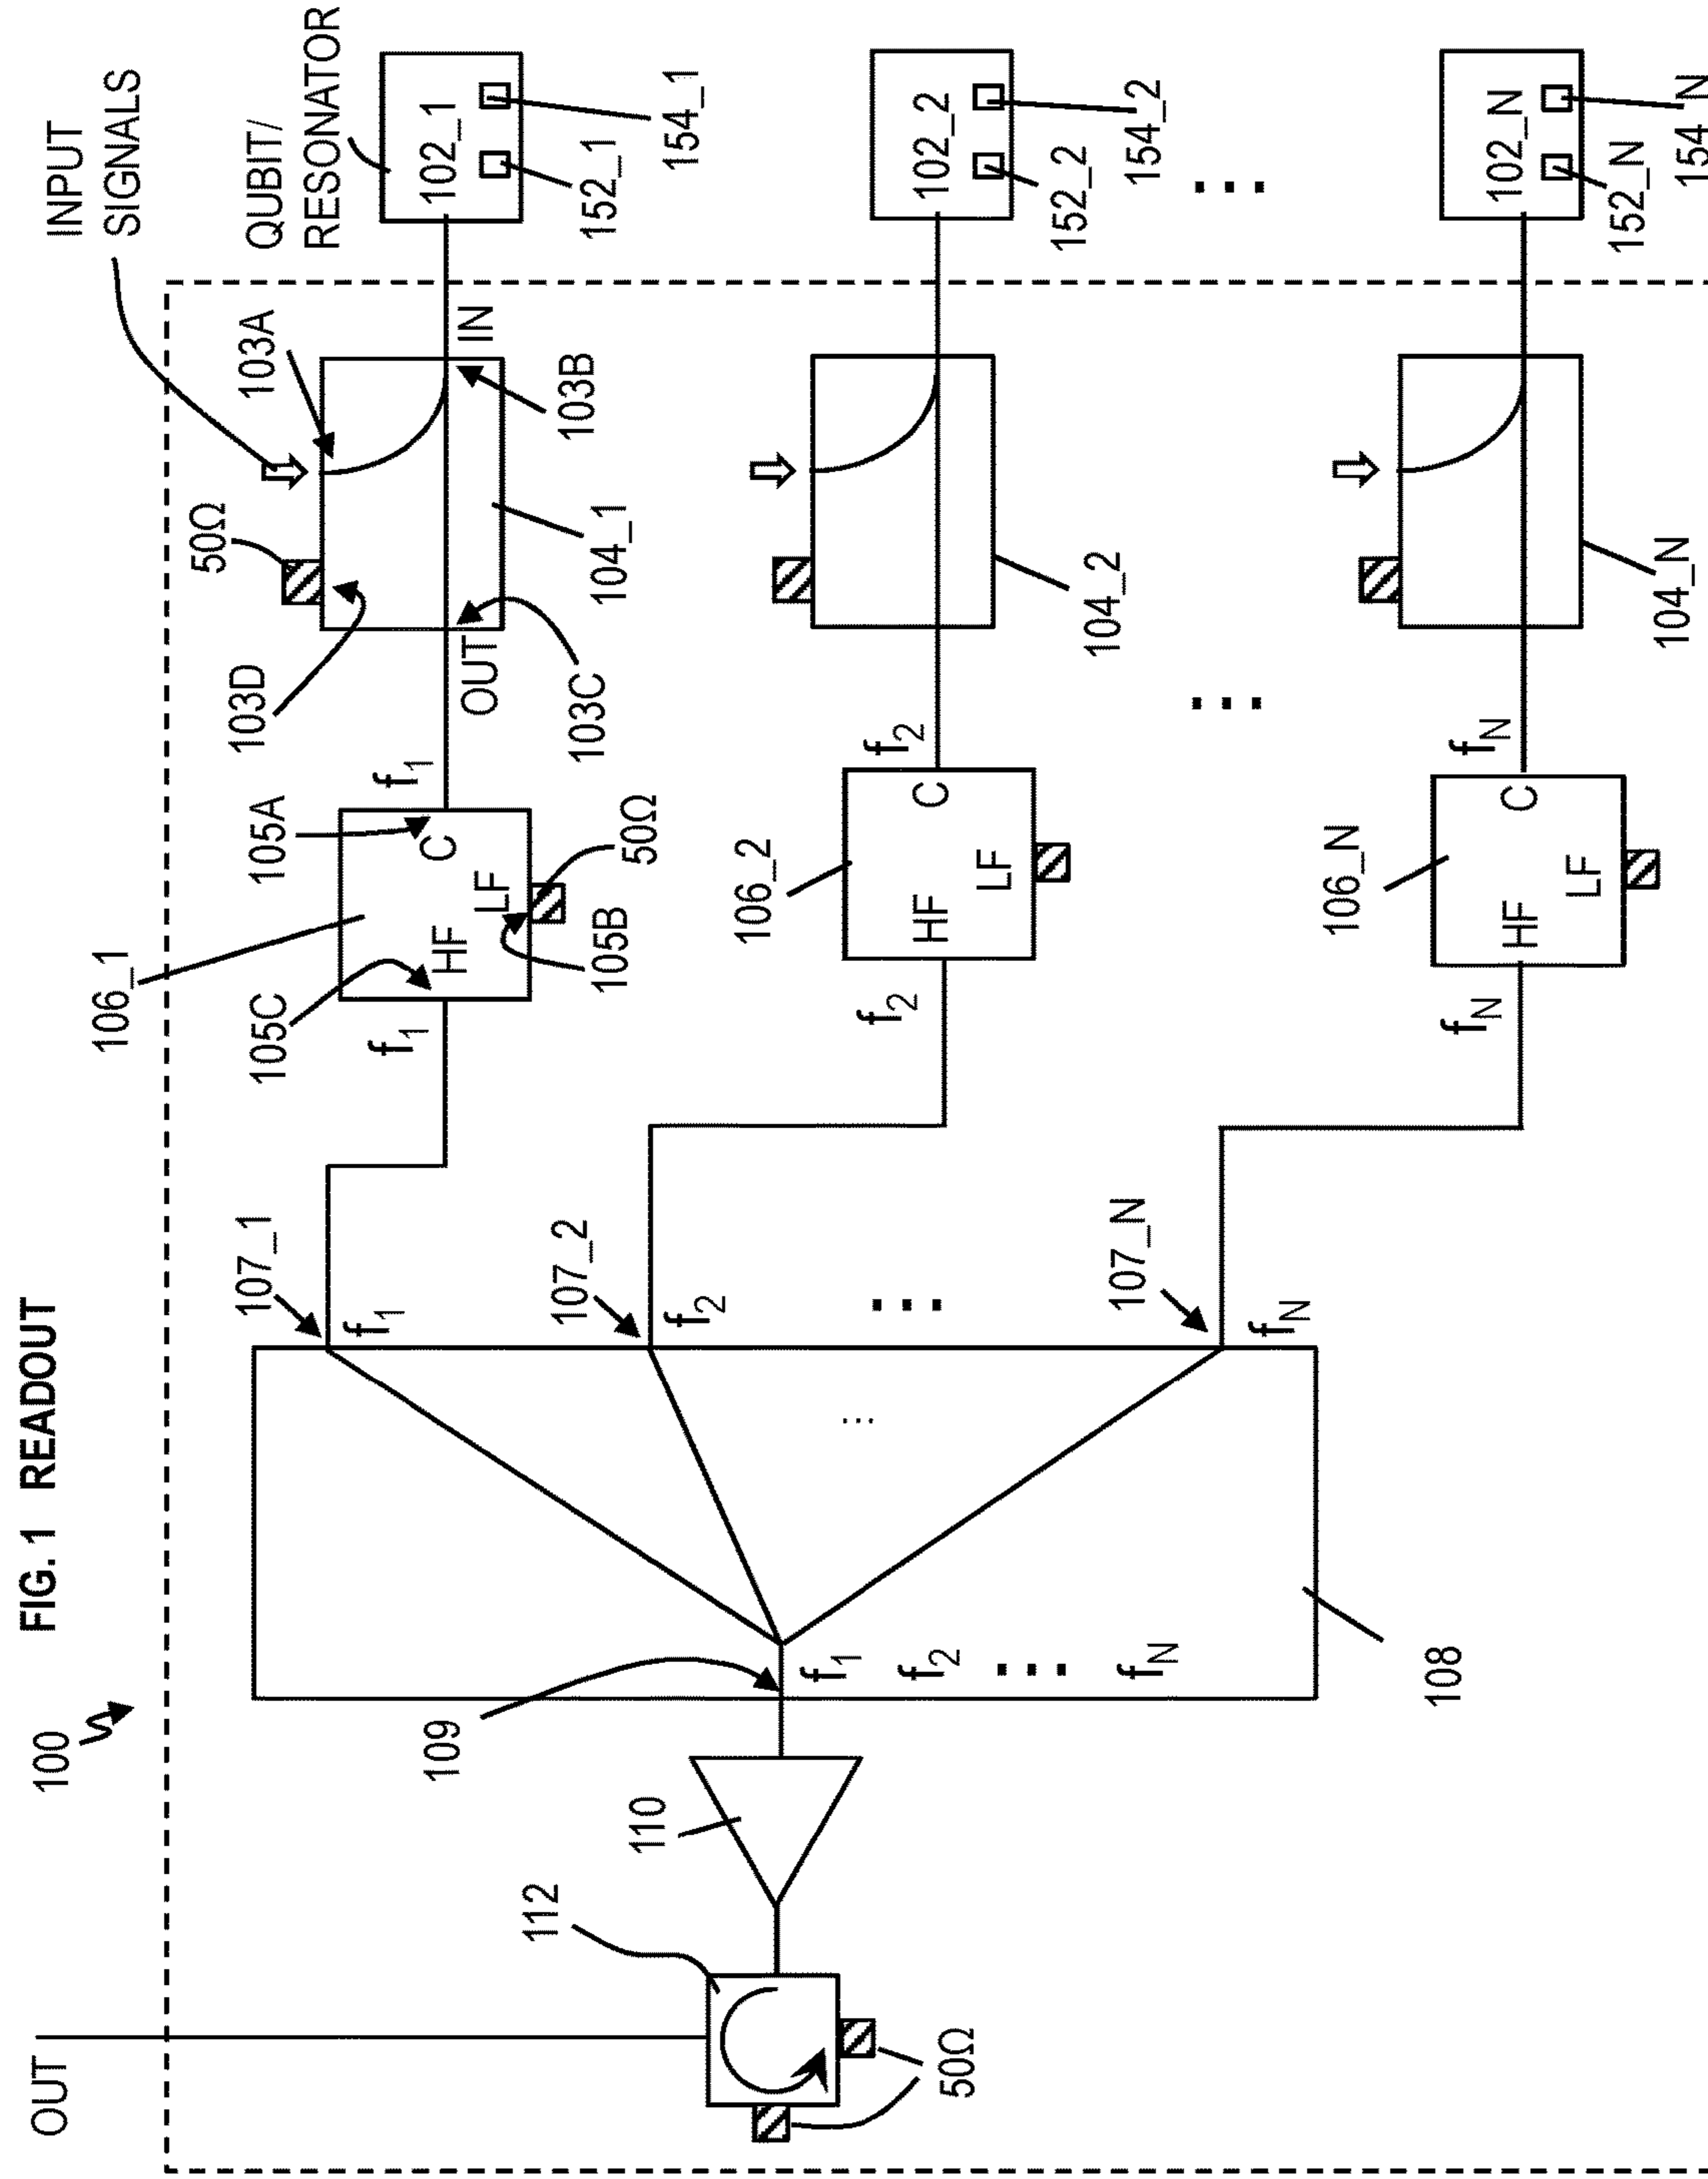 FIG. 1 READOUT
100
INPUT
SIGNALS
QUBIT/
RESONATOR
OUT
112
50Ω
110
109
108
f1
f2
⋮
fN
⋮
107_1
f1
107_2
f2
⋮
107_N
fN
106_1
105C
HF
105A
C
LF
105B
50Ω
f1
f1
103D
50Ω
103A
OUT
103C
104_1
IN
103B
102_1
152_1
154_1
f2
106_2
HF
C
LF
f2
104_2
102_2
152_2
154_2
⋮
⋮
fN
106_N
HF
C
LF
fN
104_N
102_N
152_N
154_N